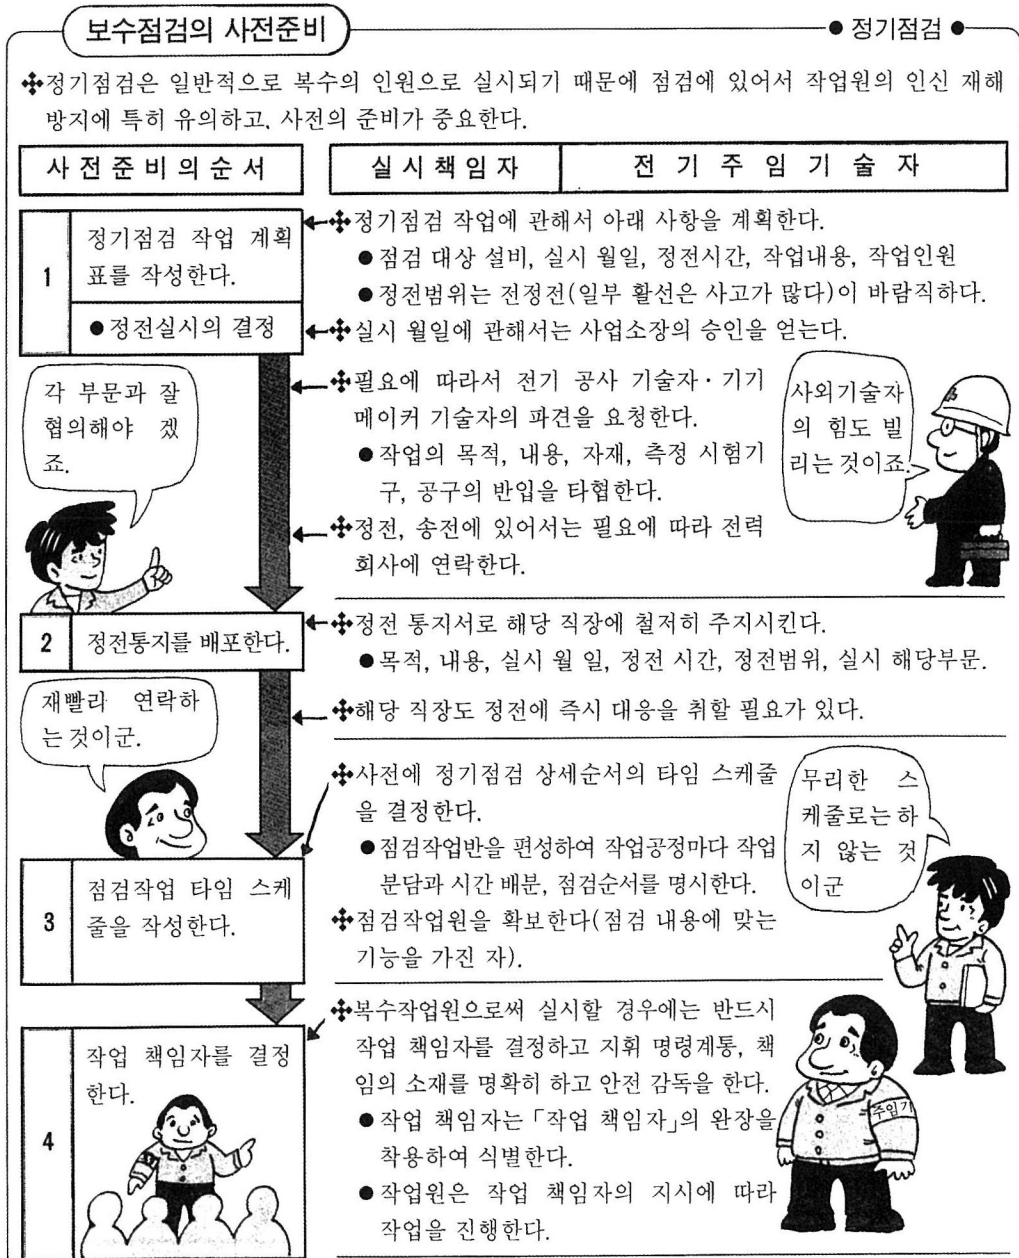 보수점검의 사전준비
● 정기점검 ●
✤정기점검은 일반적으로 복수의 인원으로 실시되기 때문에 점검에 있어서 작업원의 인신 재해
방지에 특히 유의하고, 사전의 준비가 중요한다.
사전준비의순서
실시책임자
전기주임기술자
1
정기점검 작업 계획
표를 작성한다.
● 정전실시의 결정
✤정기점검 작업에 관해서 아래 사항을 계획한다.
● 점검 대상 설비, 실시 월일, 정전시간, 작업내용, 작업인원
● 정전범위는 전정전(일부 활선은 사고가 많다)이 바람직하다.
✤실시 월일에 관해서는 사업소장의 승인을 얻는다.
각 부문과 잘
협의해야 겠
죠.
✤필요에 따라서 전기 공사 기술자·기기
메이커 기술자의 파견을 요청한다.
● 작업의 목적, 내용, 자재, 측정 시험기
구, 공구의 반입을 타협한다.
✤정전, 송전에 있어서는 필요에 따라 전력
회사에 연락한다.
사외기술자
의 힘도 빌
리는것이죠.
2
정전통지를 배포한다.
✤정전 통지서로 해당 직장에 철저히 주지시킨다.
● 목적, 내용, 실시 월 일, 정전 시간, 정전범위, 실시 해당부문.
재빨라 연락하
는것이군.
✤해당 직장도 정전에 즉시 대응을 취할 필요가 있다.
3
점검작업 타임 스케
줄을 작성한다.
✤사전에 정기점검 상세순서의 타임 스케줄
을 결정한다.
● 점검작업반을 편성하여 작업공정마다 작업
분담과 시간 배분, 점검순서를 명시한다.
✤점검작업원을 확보한다(점검 내용에 맞는
기능을 가진 자).
무리한 스
케줄로는하
지 않는 것
이군
4
작업 책임자를 결정
한다.
✤복수작업원으로써 실시할 경우에는 반드시
작업 책임자를 결정하고 지휘 명령계통, 책
임의 소재를 명확히 하고 안전 감독을 한다.
● 작업 책임자는「작업 책임자」의 완장을
착용하여 식별한다.
● 작업원은 작업 책임자의 지시에 따라
작업을 진행한다.
주임기